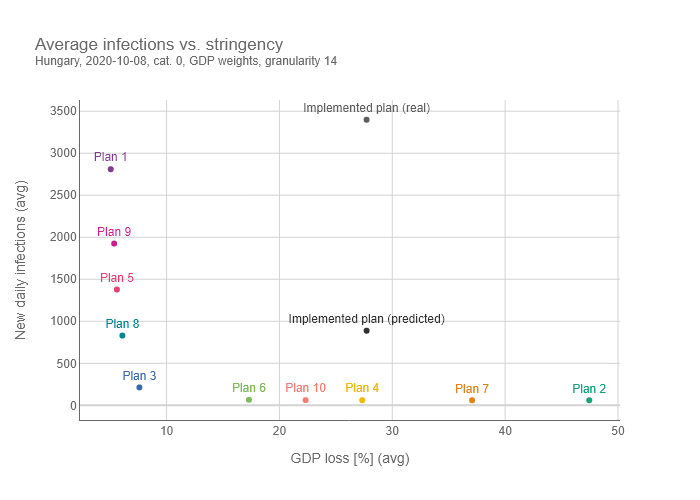 Average infections vs. stringency
Hungary, 2020-10-08, cat. 0, GDP weights, granularity 14
3500
3000
2500
2000
1500
1000
500
0
New daily infections (avg)
Implemented plan (real)
Plan 1
Plan 9
Plan 5
Plan 8
Implemented plan (predicted)
Plan 3
Plan 6
Plan 10
Plan 4
Plan 7
Plan 2
10
20
30
40
50
GDP loss [%] (avg)